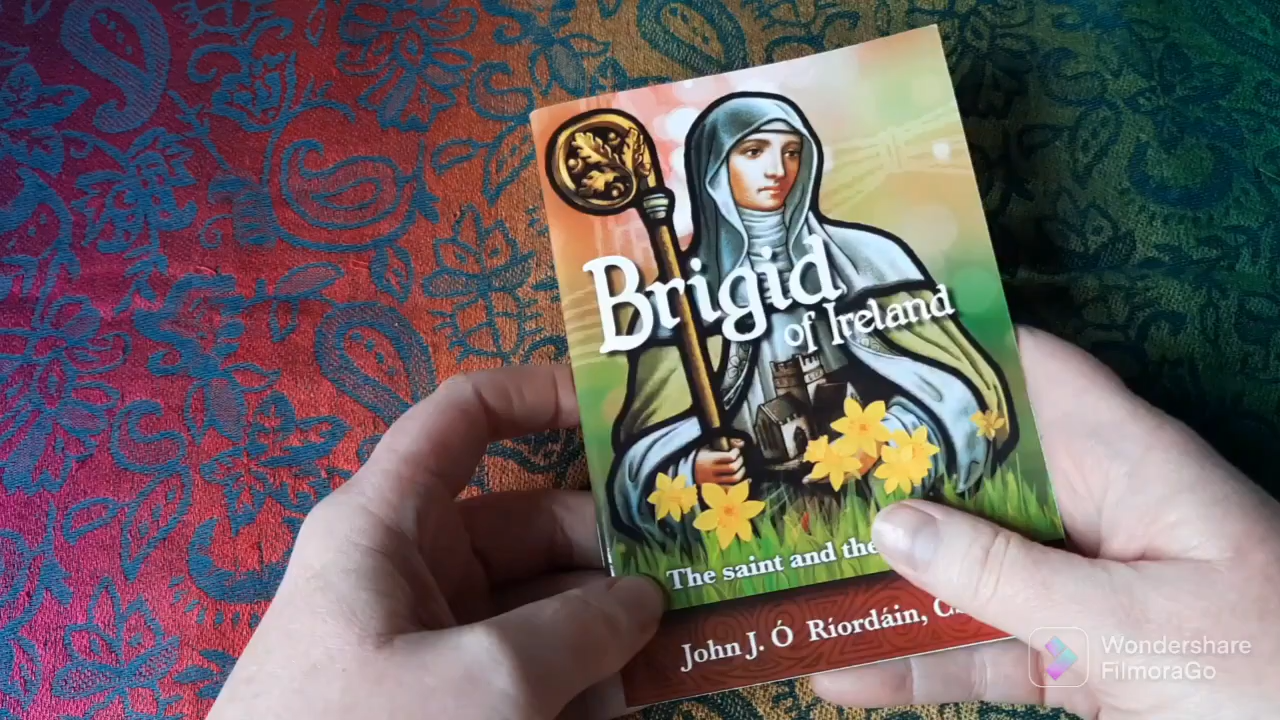 Brigid
of Ireland
The saint and the
John J. Ó Ríordáin,
Wondershare
FilmoraGo